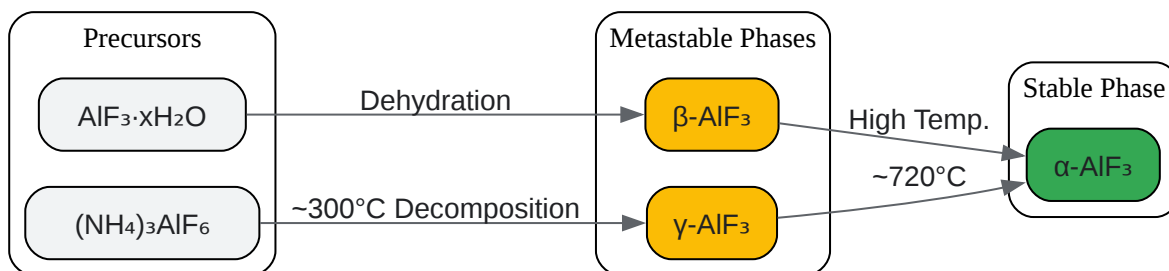 Precursors
AlF₃·xH₂O
(NH₄)₃AlF₆
Dehydration
~300°C Decomposition
Metastable Phases
β-AlF₃
γ-AlF₃
High Temp.
~720°C
Stable Phase
α-AlF₃